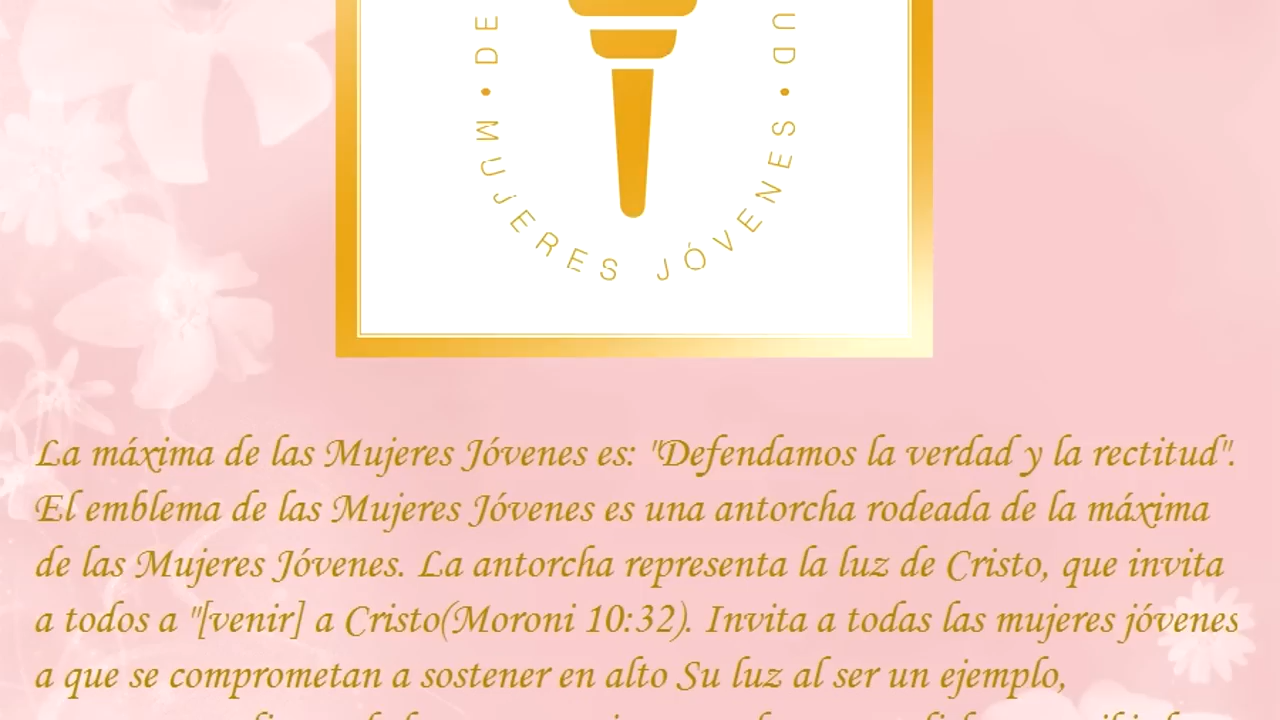 DE • MUJERES JÓVENES • UD
La máxima de las Mujeres Jóvenes es: "Defendamos la verdad y la rectitud".
El emblema de las Mujeres Jóvenes es una antorcha rodeada de la máxima
de las Mujeres Jóvenes. La antorcha representa la luz de Cristo, que invita
a todos a "[venir] a Cristo(Moroni 10:32). Invita a todas las mujeres jóvenes
a que se comprometan a sostener en alto Su luz al ser un ejemplo,